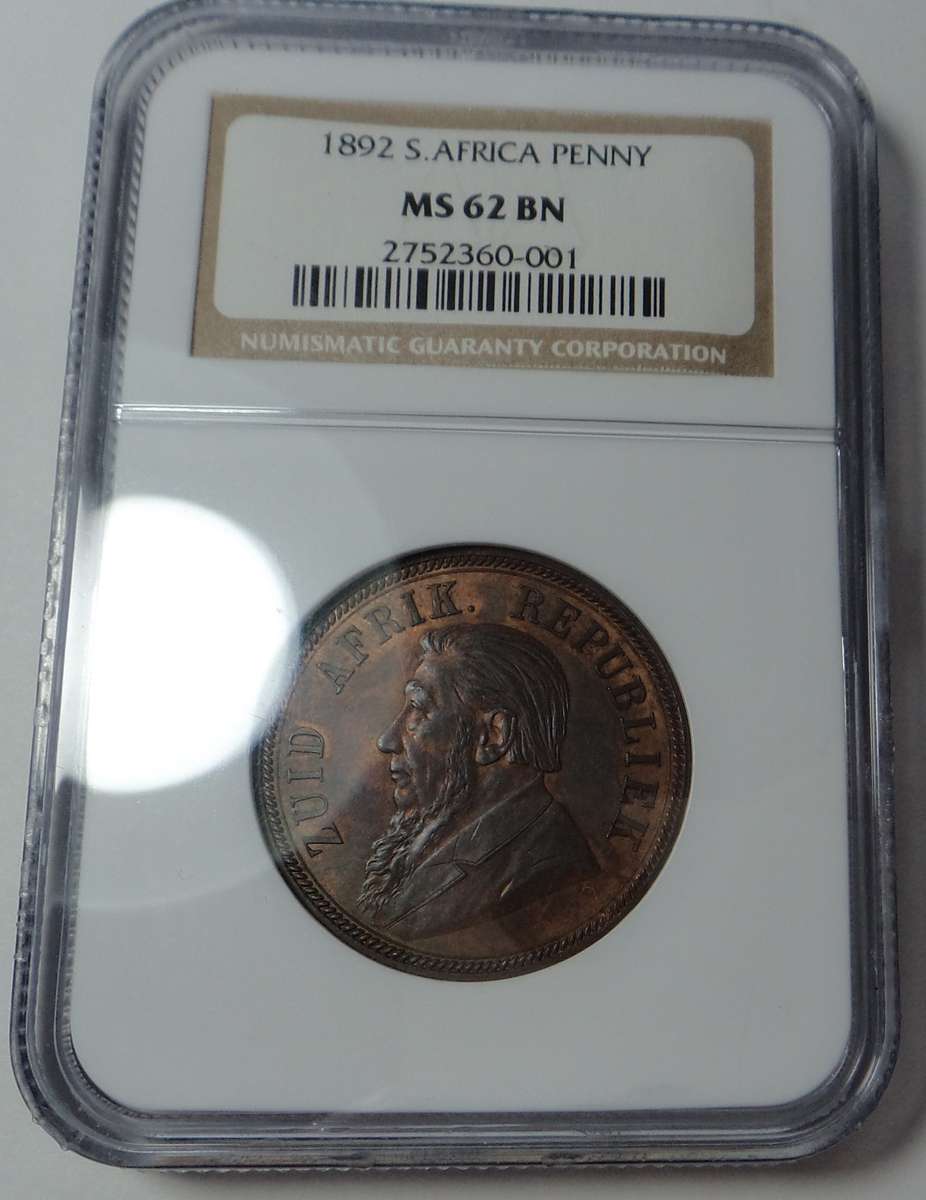 1892 S.AFRICA PENNY
MS 62 BN
2752360-001
NUMISMATIC GUARANTY CORPORATION
ZUID AFRIK. REPUBLIEK